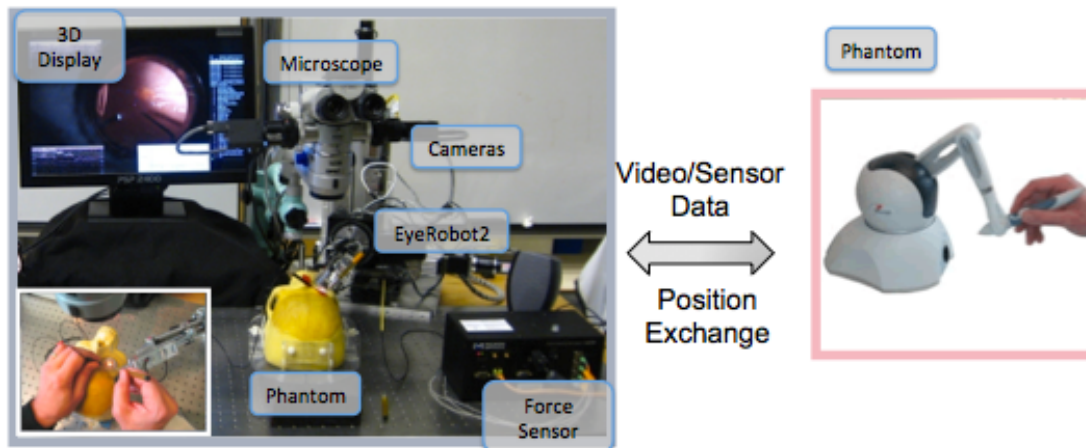 3D
Display
Microscope
Cameras
EyeRobot2
Phantom
Force
Sensor
Video/Sensor
Data
Position
Exchange
Phantom